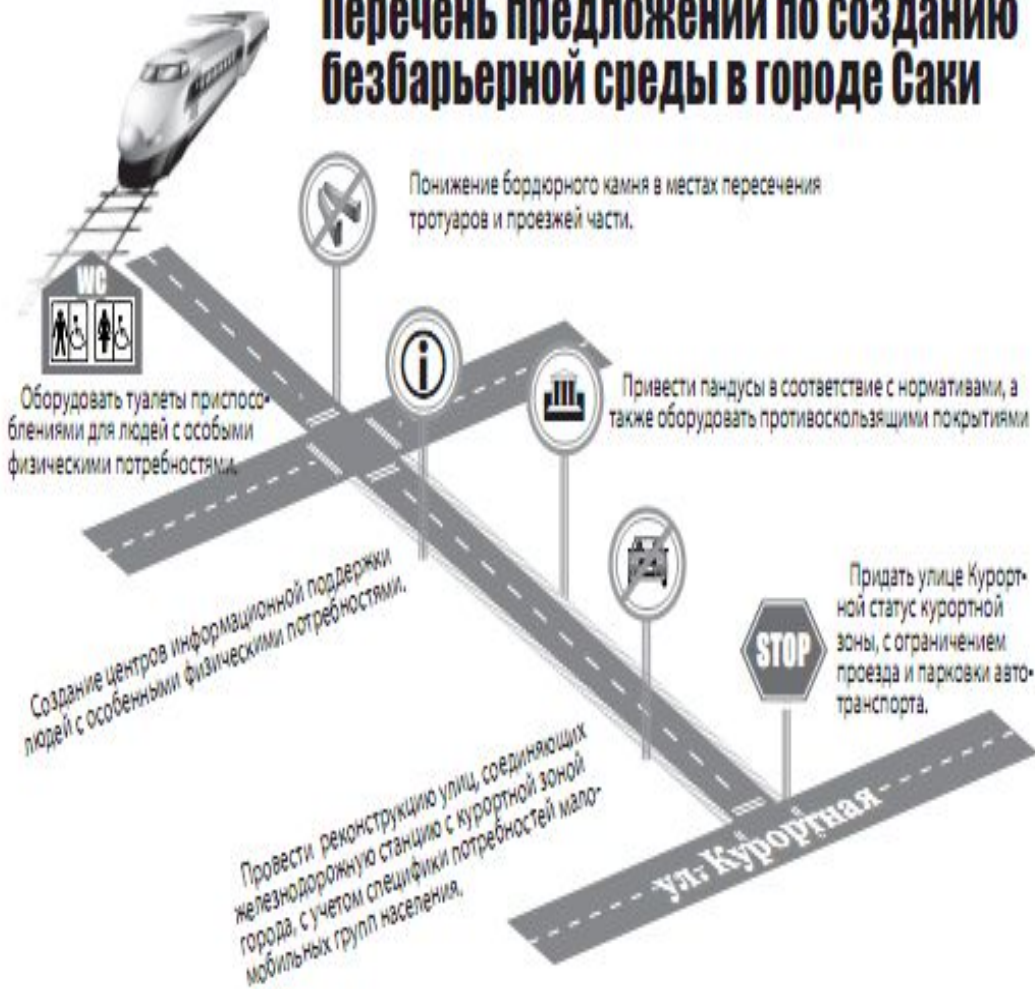 Перечень предложений по созданию
безбарьерной среды в городе Саки
Понижение бордюрного камня в местах пересечения
тротуаров и проезжей части.
WC
Оборудовать туалеты приспосо-
блениями для людей с особыми
физическими потребностями.
i
Привести пандусы в соответствие с нормативами, а
также оборудовать противоскользящими покрытиями
Создание центров информационной поддержки
людей с особенными физическими потребностями.
STOP
Придать улице Курорт-
ной статус курортной
зоны, с ограничением
проезда и парковки авто-
транспорта.
Провести реконструкцию улиц, соединяющих
железнодорожную станцию с курортной зоной
города, с учетом специфики потребностей мало-
мобильных групп населения.
ул. Курортная